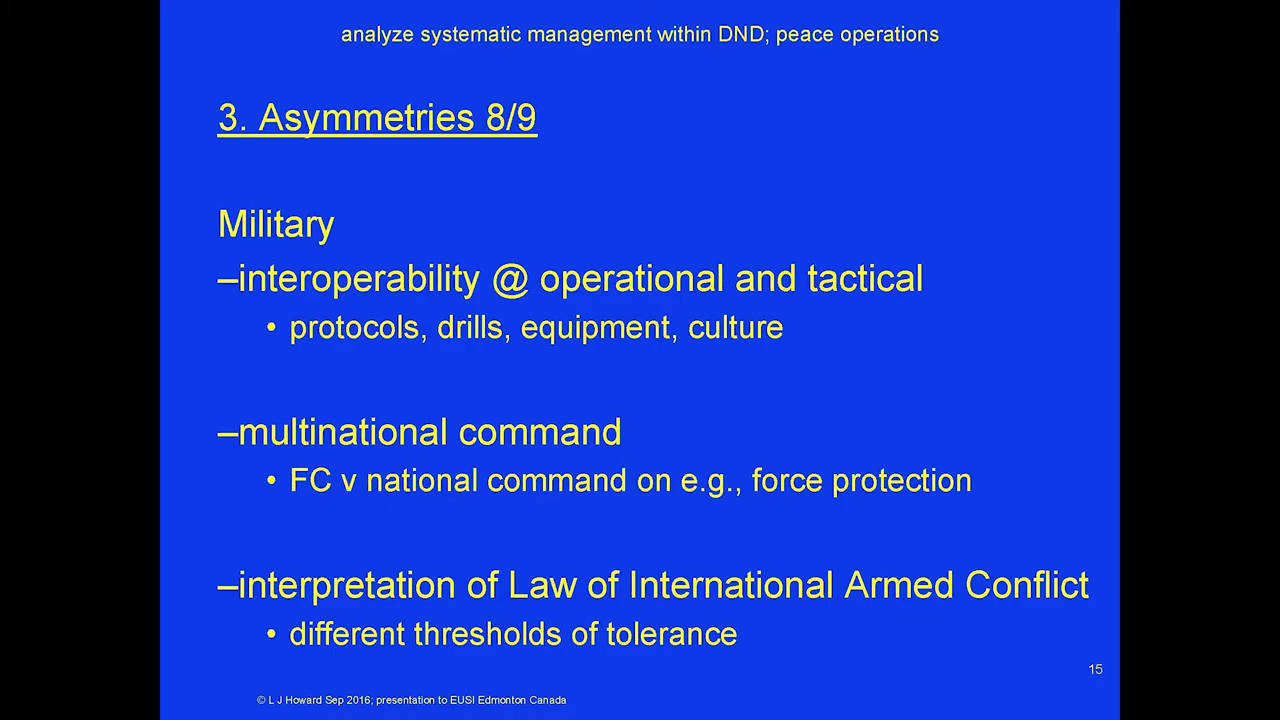 analyze systematic management within DND; peace operations
3. Asymmetries 8/9
Military
–interoperability @ operational and tactical
• protocols, drills, equipment, culture
–multinational command
• FC v national command on e.g., force protection
–interpretation of Law of International Armed Conflict
• different thresholds of tolerance
15
© L J Howard Sep 2016; presentation to EUSI Edmonton Canada